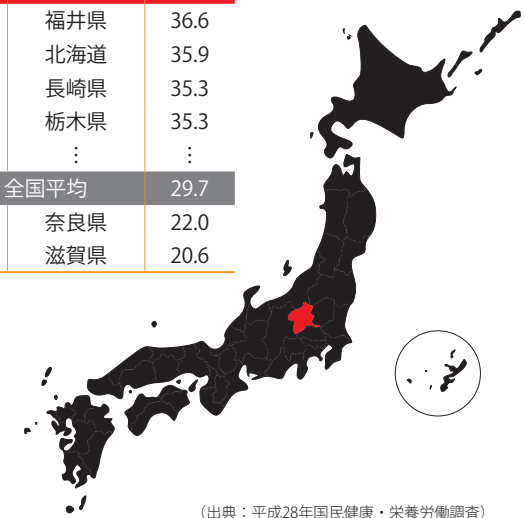 福井県 36.6
北海道 35.9
長崎県 35.3
栃木県 35.3
⋮ ⋮
全国平均 29.7
奈良県 22.0
滋賀県 20.6
（出典：平成28年国民健康・栄養労働調査）